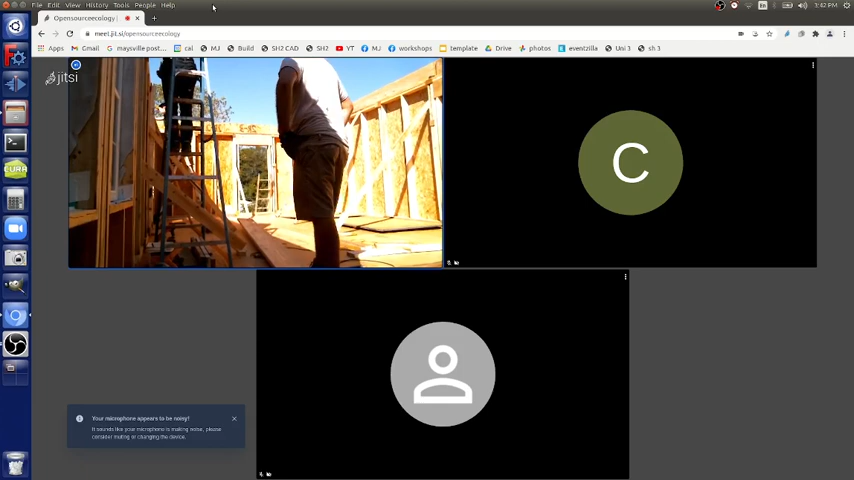 File Edit View History Tools People Help
En 3:42 PM
Opensourceecology |
meet.jit.si/opensourceecology
Apps Gmail maysville post... cal MJ Build SH2 CAD SH2 YT MJ workshops template Drive photos eventzilla Uni 3 sh 3
jitsi
C
CURA
Your microphone appears to be noisy!
It sounds like your microphone is making noise, please
consider muting or changing the device.